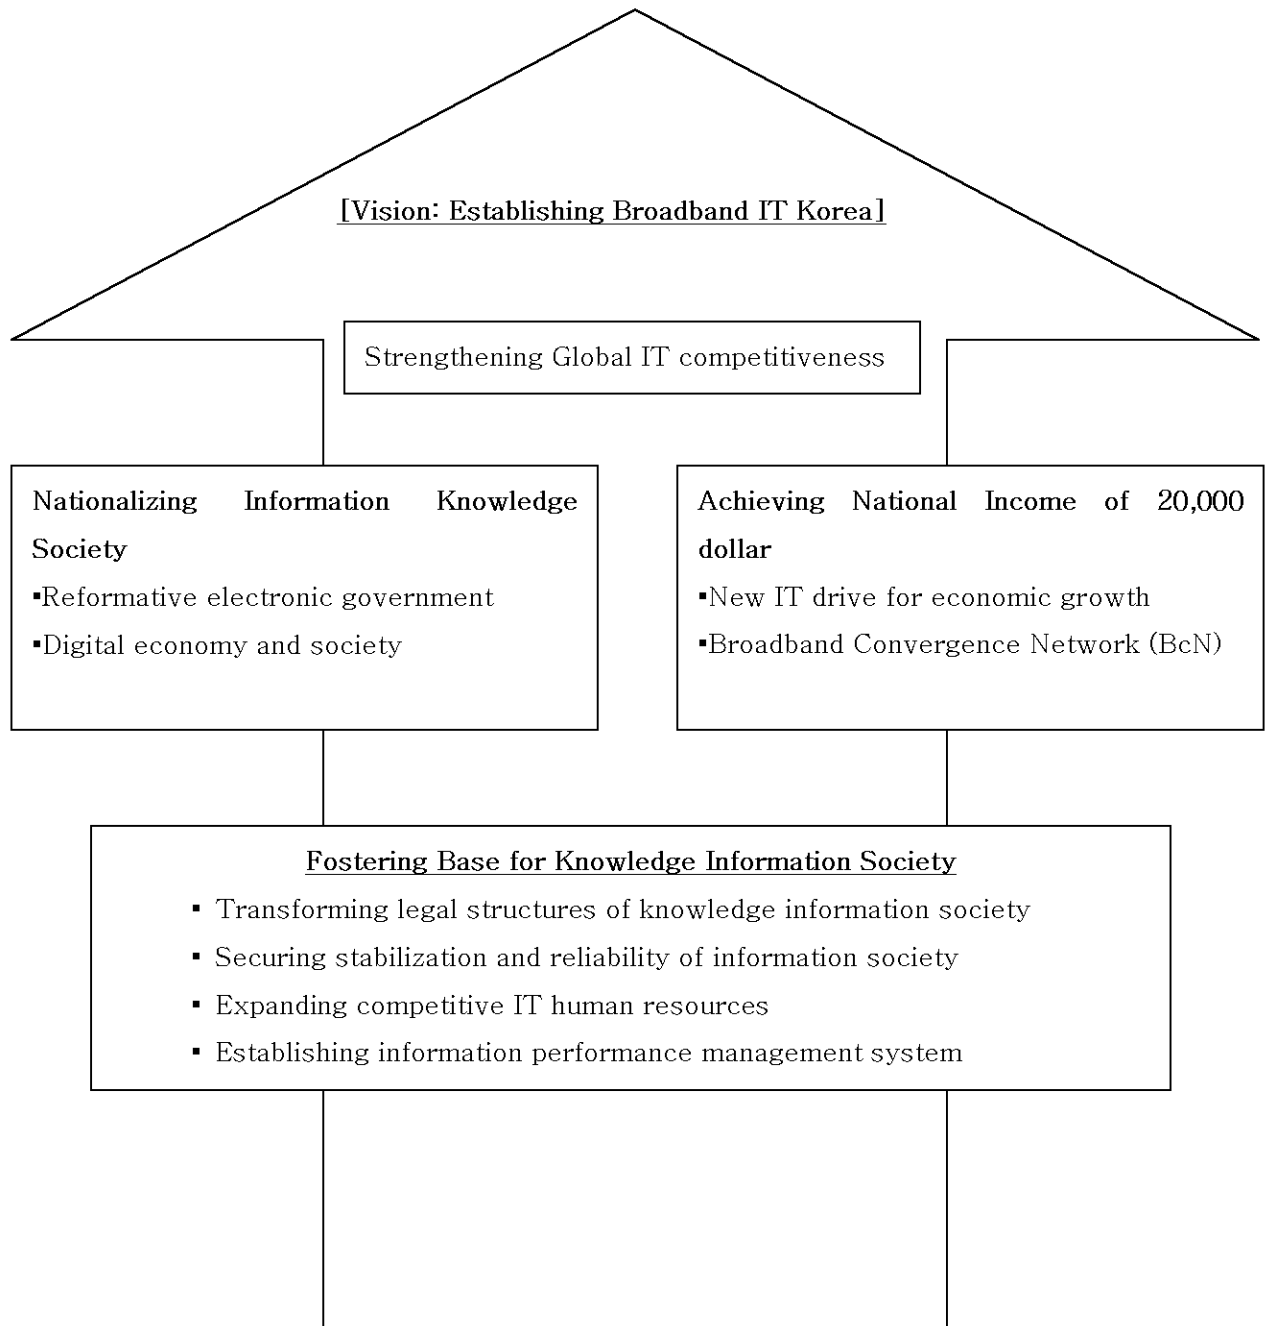 [Vision: Establishing Broadband IT Korea]
Strengthening Global IT competitiveness
Nationalizing Information Knowledge
Society
▪Reformative electronic government
▪Digital economy and society
Achieving National Income of 20,000
dollar
▪New IT drive for economic growth
▪Broadband Convergence Network (BcN)
Fostering Base for Knowledge Information Society
▪ Transforming legal structures of knowledge information society
▪ Securing stabilization and reliability of information society
▪ Expanding competitive IT human resources
▪ Establishing information performance management system